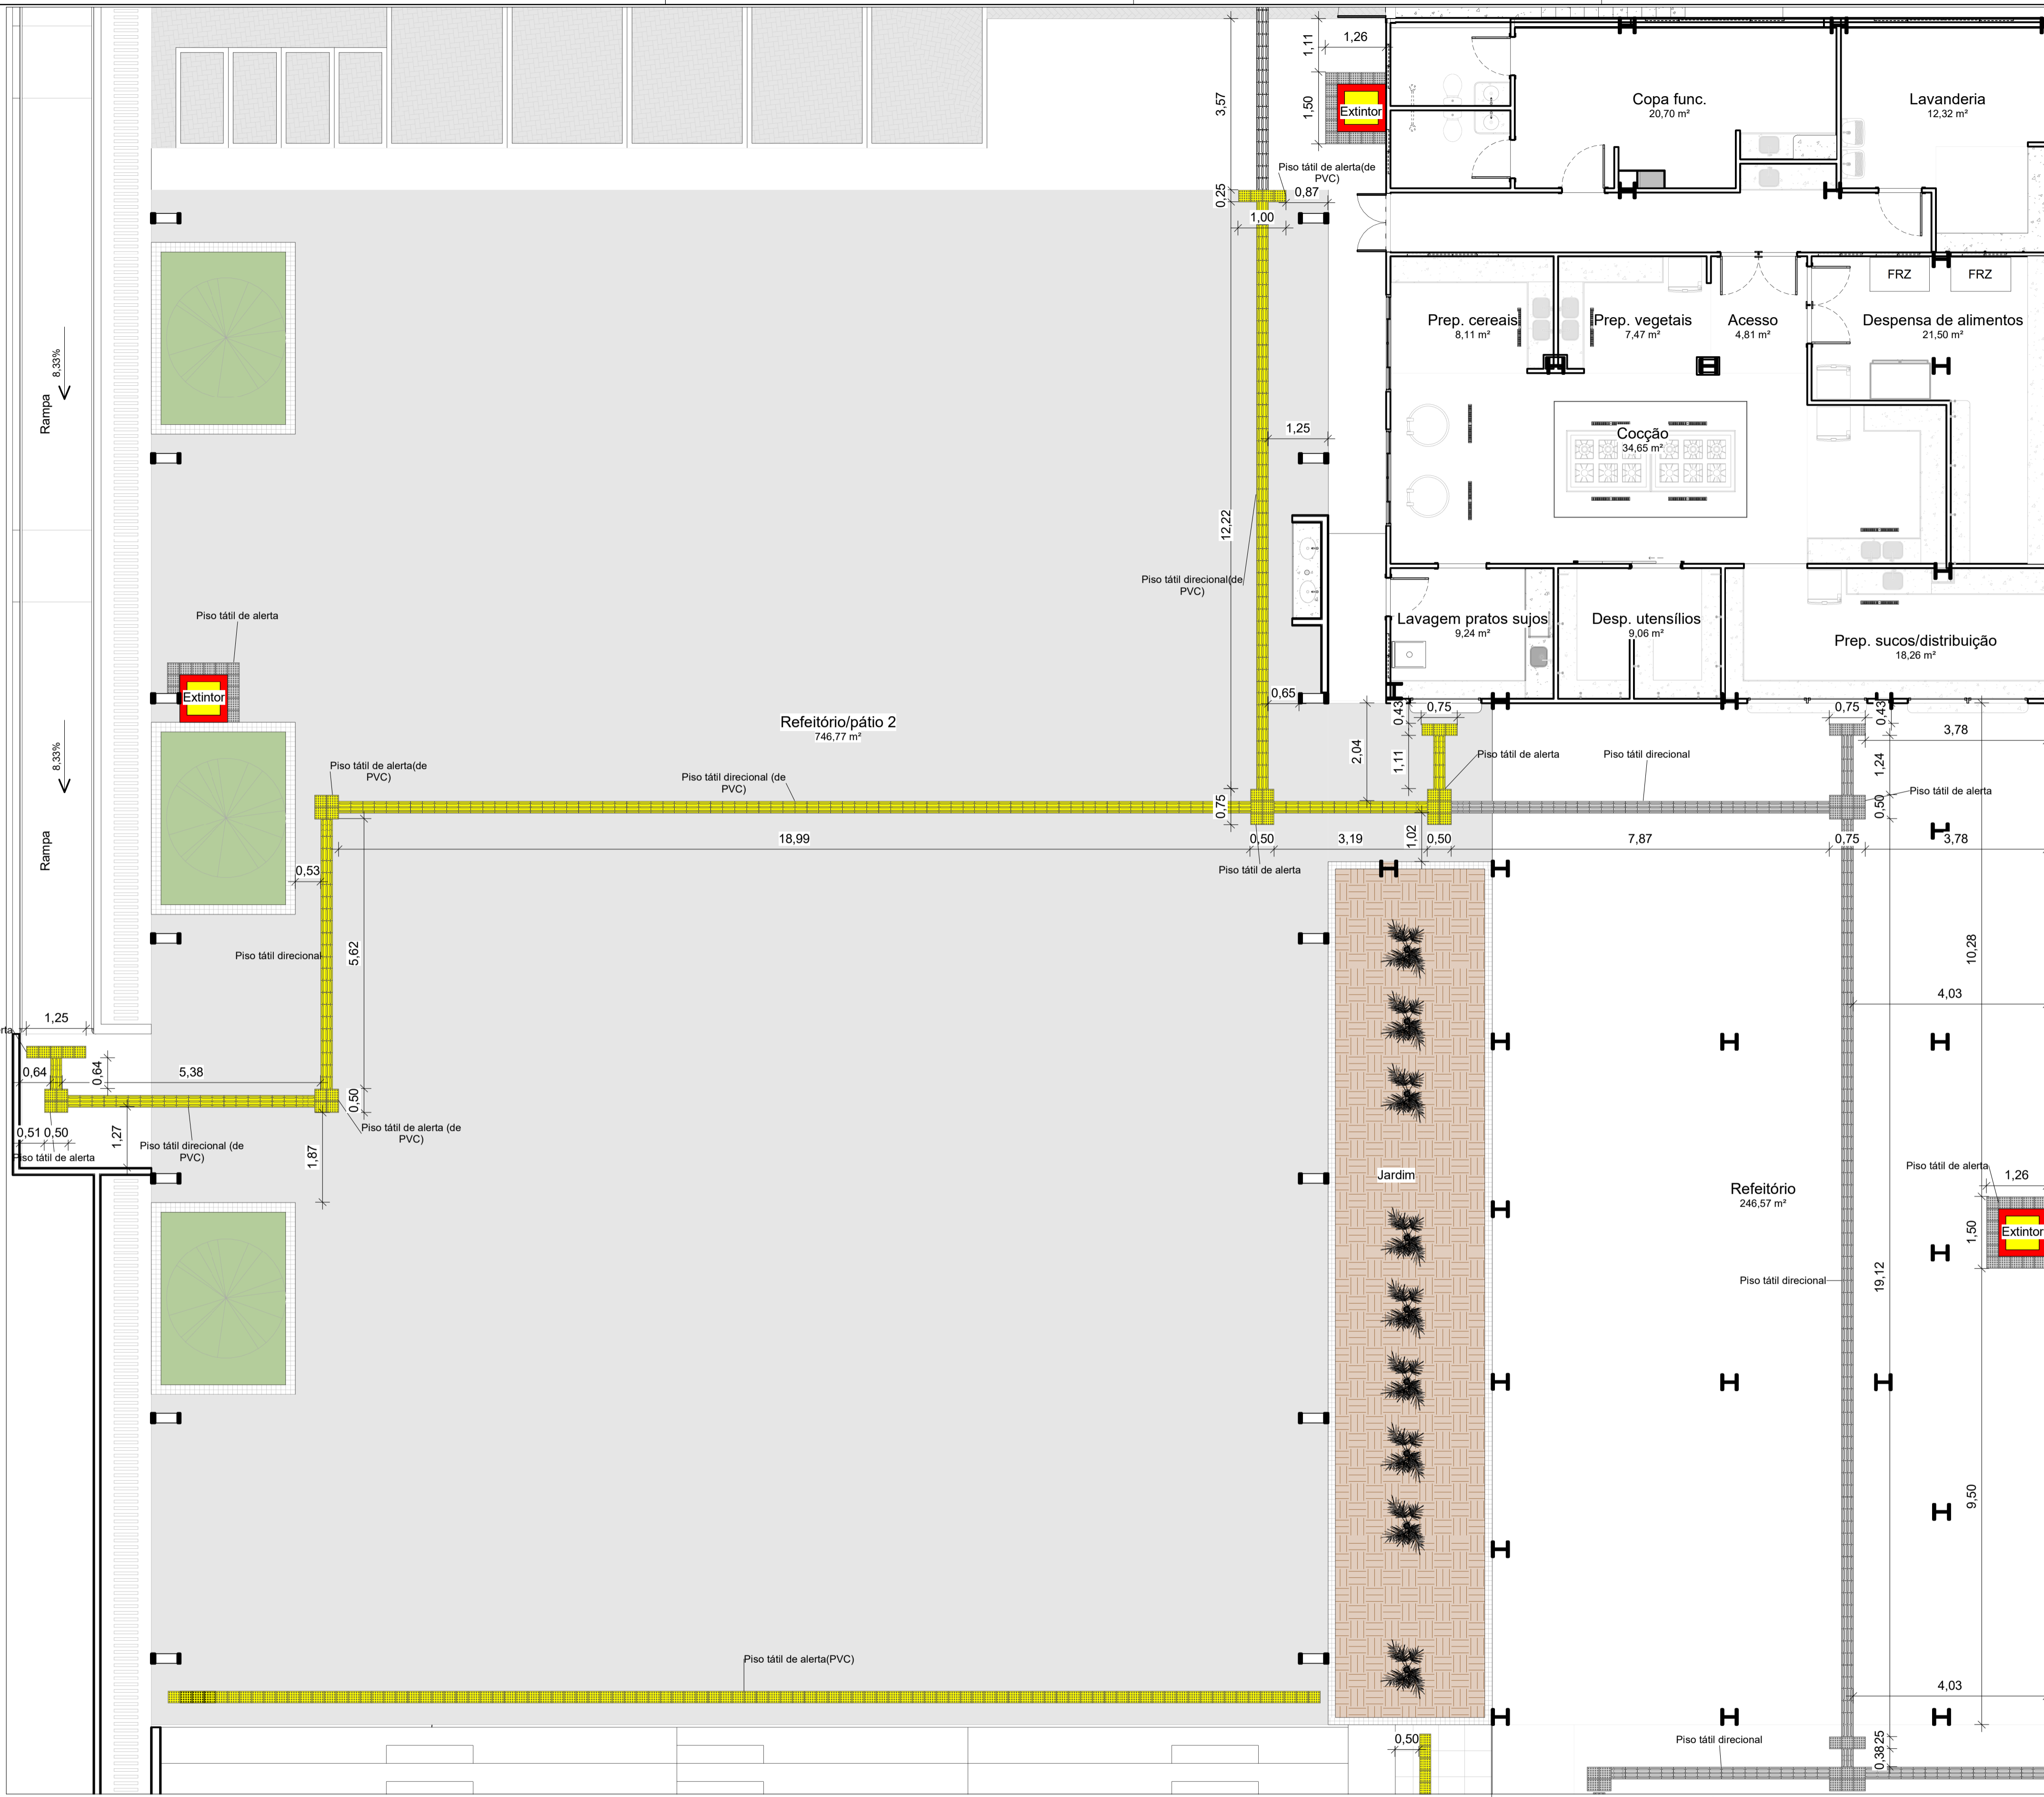 1,26
1,11
3,57
1,50
Extintor
Copa func.
20,70 m²
Lavanderia
12,32 m²
Piso tátil de alerta(de
PVC)
0,25
0,87
1,00
8,33%
Rampa
FRZ
FRZ
Prep. cereais
8,11 m²
Prep. vegetais
7,47 m²
Acesso
4,81 m²
Despensa de alimentos
21,50 m²
1,25
Cocção
34,65 m²
12,22
Piso tátil direcional(de
PVC)
Piso tátil de alerta
Lavagem pratos sujos
9,24 m²
Desp. utensílios
9,06 m²
Prep. sucos/distribuição
18,26 m²
Extintor
0,65
Refeitório/pátio 2
746,77 m²
0,43
0,75
0,75
0,43
3,78
8,33%
2,04
1,11
Piso tátil de alerta
Piso tátil direcional
1,24
Piso tátil de alerta(de
PVC)
Piso tátil direcional (de
PVC)
Piso tátil de alerta
0,75
0,50
Rampa
18,99
0,50
3,19
1,02
0,50
7,87
0,75
3,78
0,53
Piso tátil de alerta
5,62
Piso tátil direcional
10,28
4,03
1,25
rta
0,64
0,64
5,38
0,50
0,51
0,50
1,27
Piso tátil de alerta
Piso tátil direcional (de
PVC)
1,87
Piso tátil de alerta (de
PVC)
Jardim
Refeitório
246,57 m²
Piso tátil de alerta
1,26
1,50
Extintor
19,12
Piso tátil direcional
9,50
Piso tátil de alerta(PVC)
4,03
0,50
Piso tátil direcional
25
0,38